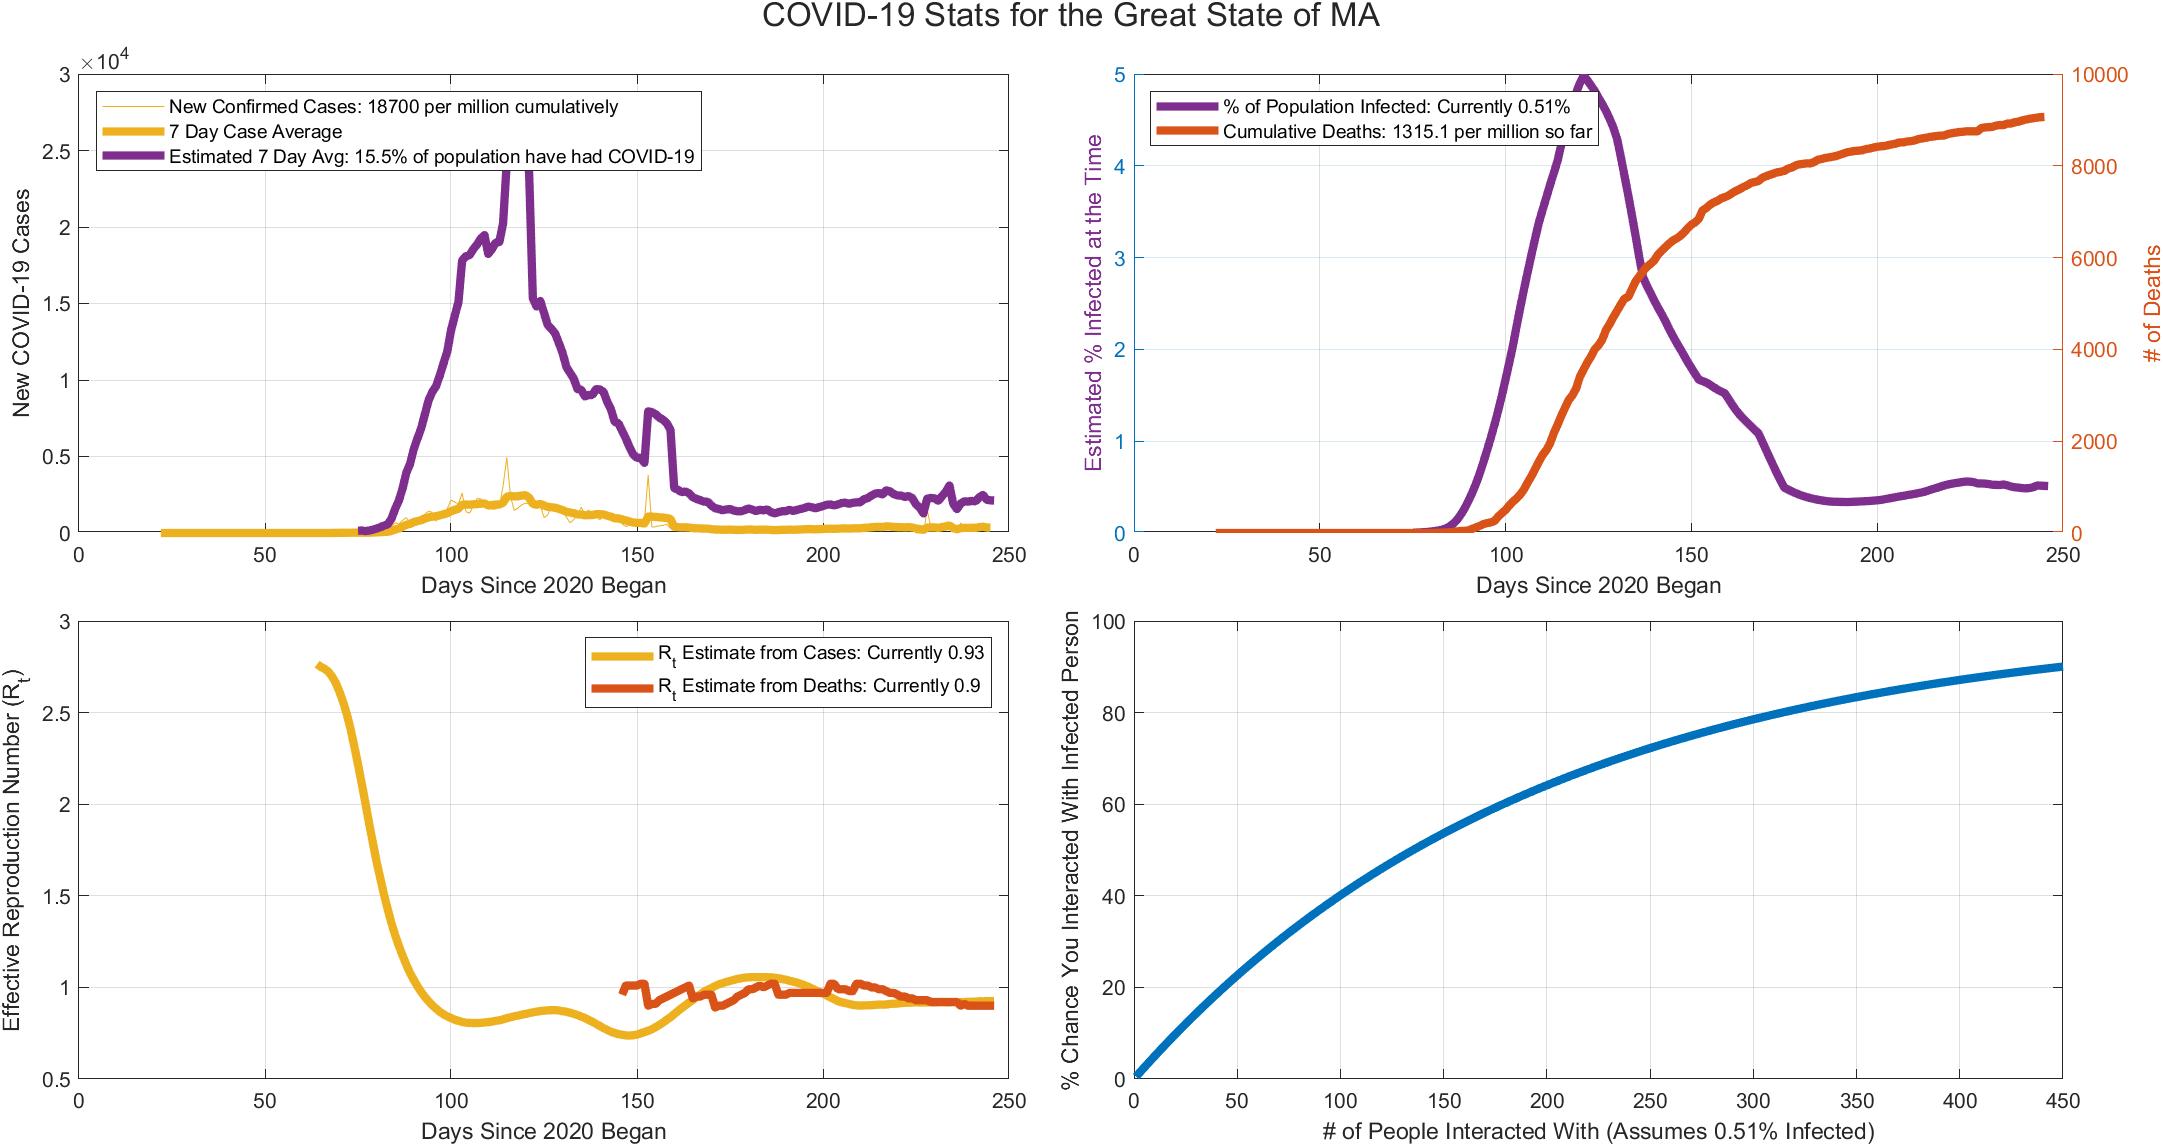 COVID-19 Stats for the Great State of MA
×10⁴
3
2.5
2
1.5
1
0.5
0
New COVID-19 Cases
New Confirmed Cases: 18700 per million cumulatively
7 Day Case Average
Estimated 7 Day Avg: 15.5% of population have had COVID-19
0 50 100 150 200 250
Days Since 2020 Began
5
4
3
2
1
0
Estimated % Infected at the Time
% of Population Infected: Currently 0.51%
Cumulative Deaths: 1315.1 per million so far
10000
8000
6000
4000
2000
0
# of Deaths
0 50 100 150 200 250
Days Since 2020 Began
3
2.5
2
1.5
1
0.5
Effective Reproduction Number (Rt)
Rt Estimate from Cases: Currently 0.93
Rt Estimate from Deaths: Currently 0.9
0 50 100 150 200 250
Days Since 2020 Began
100
80
60
40
20
0
% Chance You Interacted With Infected Person
0 50 100 150 200 250 300 350 400 450
# of People Interacted With (Assumes 0.51% Infected)